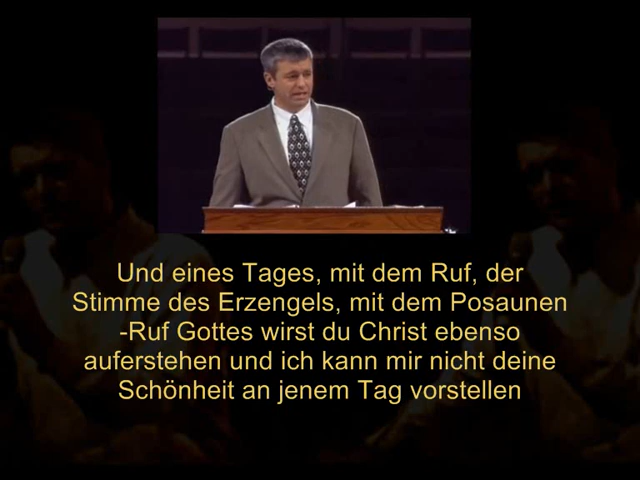 Und eines Tages, mit dem Ruf, der
Stimme des Erzengels, mit dem Posaunen
-Ruf Gottes wirst du Christ ebenso
auferstehen und ich kann mir nicht deine
Schönheit an jenem Tag vorstellen